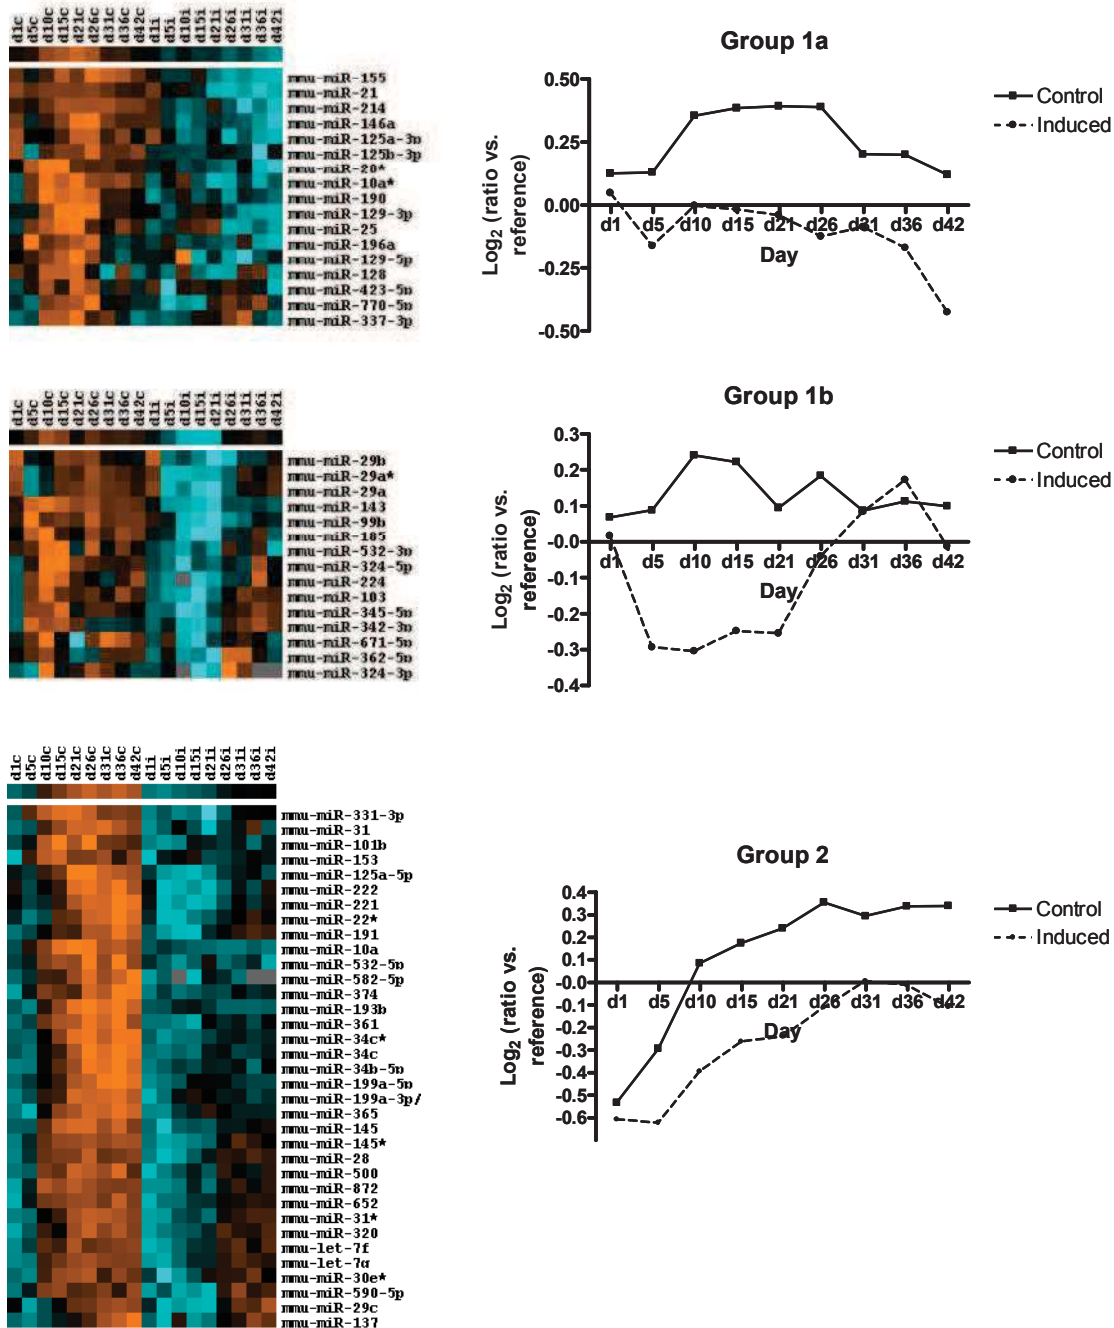 d1c d5c d10c d15c d21c d26c d31c d36c d42c d1i d5i d10i d15i d21i d26i d31i d36i d42i
mmu-miR-155
mmu-miR-21
mmu-miR-214
mmu-miR-146a
mmu-miR-125a-3p
mmu-miR-125b-3p
mmu-miR-20*
mmu-miR-10a*
mmu-miR-190
mmu-miR-129-3p
mmu-miR-25
mmu-miR-196a
mmu-miR-129-5p
mmu-miR-128
mmu-miR-423-5p
mmu-miR-770-5p
mmu-miR-337-3p
Group 1a
Control
Induced
0.50
0.25
0.00
-0.25
-0.50
Log2 (ratio vs.
reference)
d1 d5 d10 d15 d21 d26 d31 d36 d42
Day
d1c d5c d10c d15c d21c d26c d31c d36c d42c d1i d5i d10i d15i d21i d26i d31i d36i d42i
mmu-miR-29b
mmu-miR-29a*
mmu-miR-29a
mmu-miR-143
mmu-miR-99b
mmu-miR-185
mmu-miR-532-3p
mmu-miR-324-5p
mmu-miR-224
mmu-miR-103
mmu-miR-345-5p
mmu-miR-342-3p
mmu-miR-671-5p
mmu-miR-362-5p
mmu-miR-324-3p
Group 1b
Control
Induced
0.3
0.2
0.1
-0.0
-0.1
-0.2
-0.3
-0.4
Log2 (ratio vs.
reference)
d1 d5 d10 d15 d21 d26 d31 d36 d42
Day
d1c d5c d10c d15c d21c d26c d31c d36c d42c d1i d5i d10i d15i d21i d26i d31i d36i d42i
mmu-miR-331-3p
mmu-miR-31
mmu-miR-101b
mmu-miR-153
mmu-miR-125a-5p
mmu-miR-222
mmu-miR-221
mmu-miR-22*
mmu-miR-191
mmu-miR-10a
mmu-miR-532-5p
mmu-miR-582-5p
mmu-miR-374
mmu-miR-193b
mmu-miR-361
mmu-miR-34c*
mmu-miR-34c
mmu-miR-34b-5p
mmu-miR-199a-5p
mmu-miR-199a-3p/
mmu-miR-365
mmu-miR-145
mmu-miR-145*
mmu-miR-28
mmu-miR-500
mmu-miR-872
mmu-miR-652
mmu-miR-31*
mmu-miR-320
mmu-let-7f
mmu-let-7g
mmu-miR-30e*
mmu-miR-590-5p
mmu-miR-29c
mmu-miR-137
Group 2
Control
Induced
0.4
0.3
0.2
0.1
-0.0
-0.1
-0.2
-0.3
-0.4
-0.5
-0.6
Log2 (ratio vs.
reference)
d1 d5 d10 d15 d21 d26 d31 d36 d42
Day